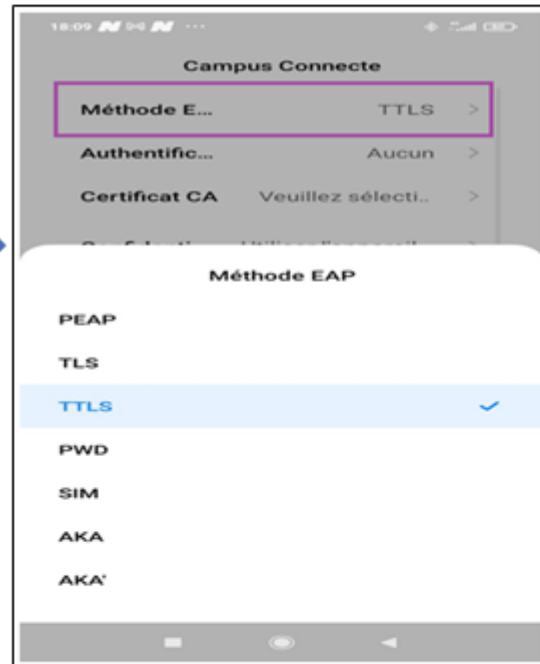 18:09 ...
Campus Connecte
Méthode E... TTLS >
Authentific... Aucun >
Certificat CA Veuillez sélecti.. >
Méthode EAP
PEAP
TLS
TTLS
PWD
SIM
AKA
AKA'